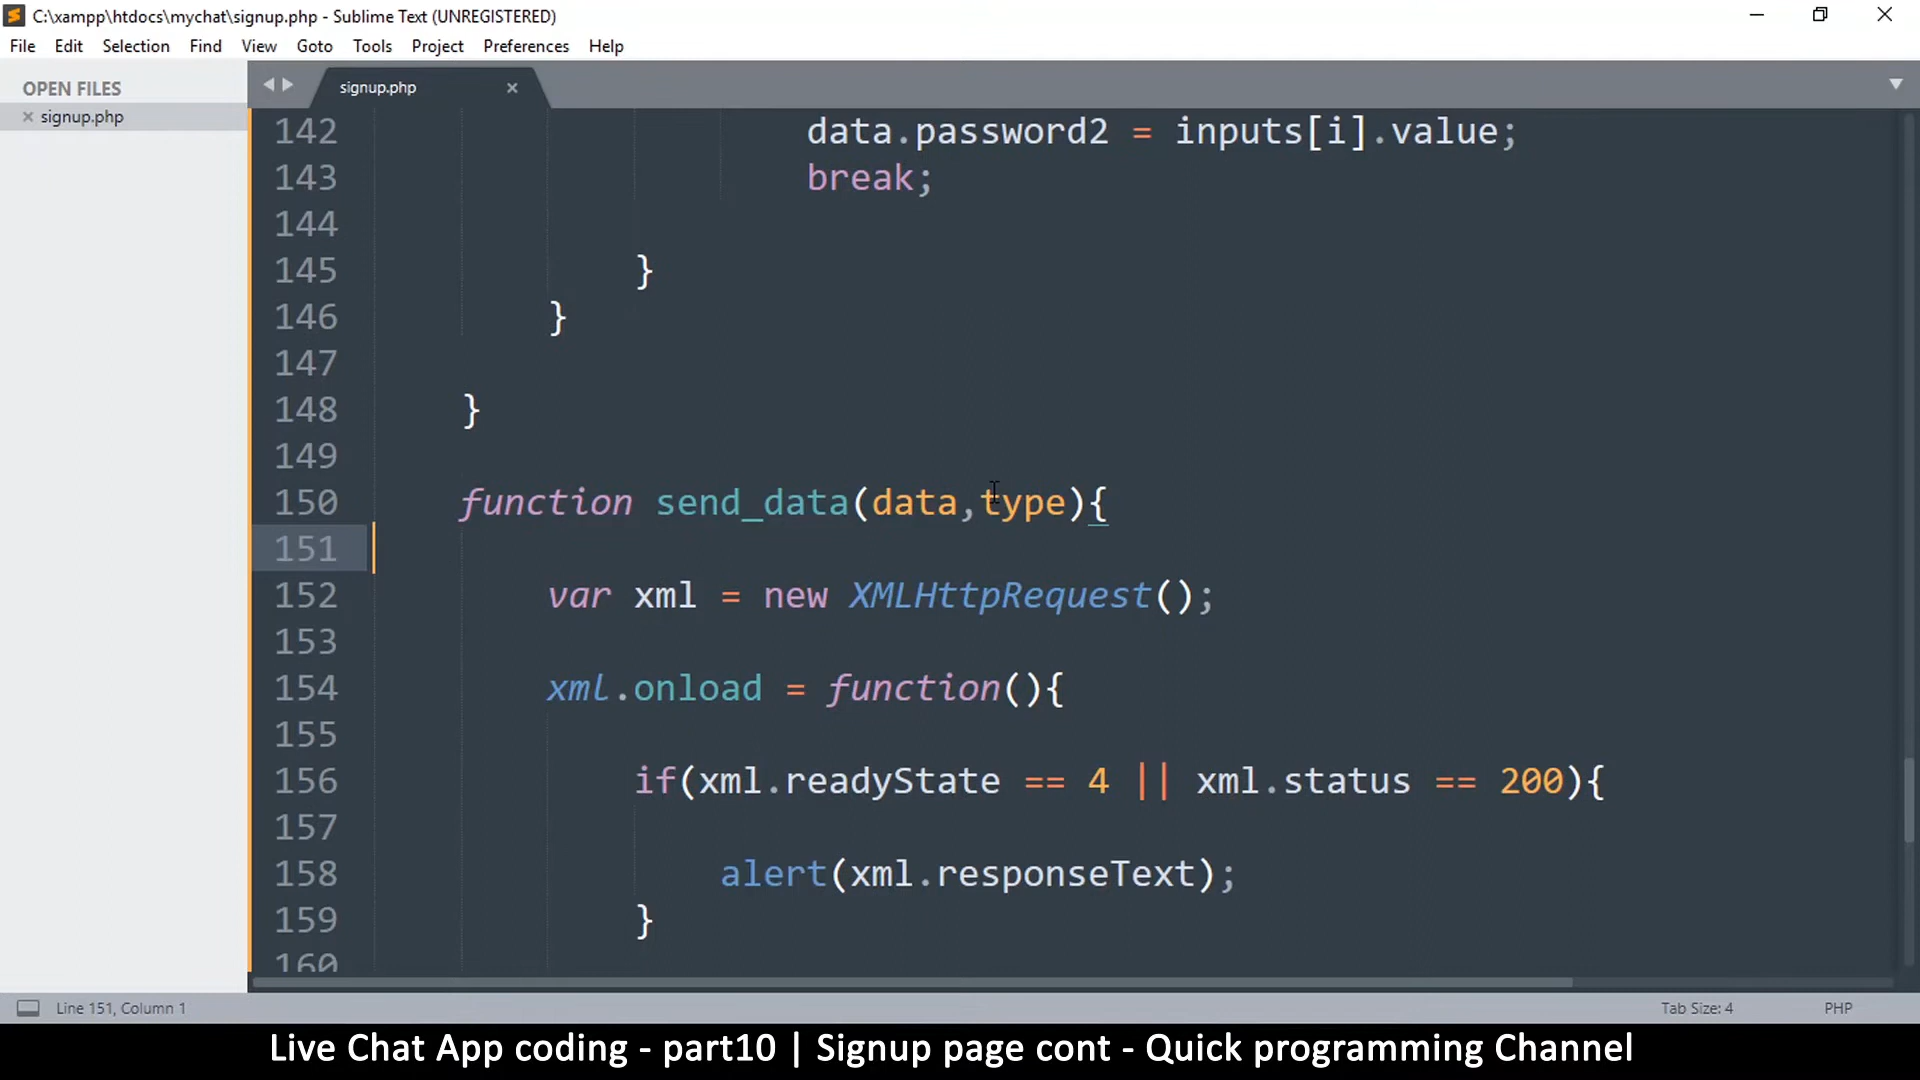 C:\xampp\htdocs\mychat\signup.php - Sublime Text (UNREGISTERED)
File Edit Selection Find View Goto Tools Project Preferences Help
OPEN FILES
signup.php
signup.php
142 data.password2 = inputs[i].value;
143 break;
144
145 }
146 }
147
148 }
149
150 function send_data(data,type){
151
152 var xml = new XMLHttpRequest();
153
154 xml.onload = function(){
155
156 if(xml.readyState == 4 || xml.status == 200){
157
158 alert(xml.responseText);
159 }
160
Line 151, Column 1 Tab Size: 4 PHP
Live Chat App coding - part10 | Signup page cont - Quick programming Channel